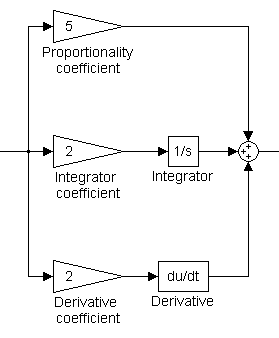 5
Proportionality
coefficient
2
Integrator
coefficient
1/s
Integrator
+
+
+
2
Derivative
coefficient
du/dt
Derivative